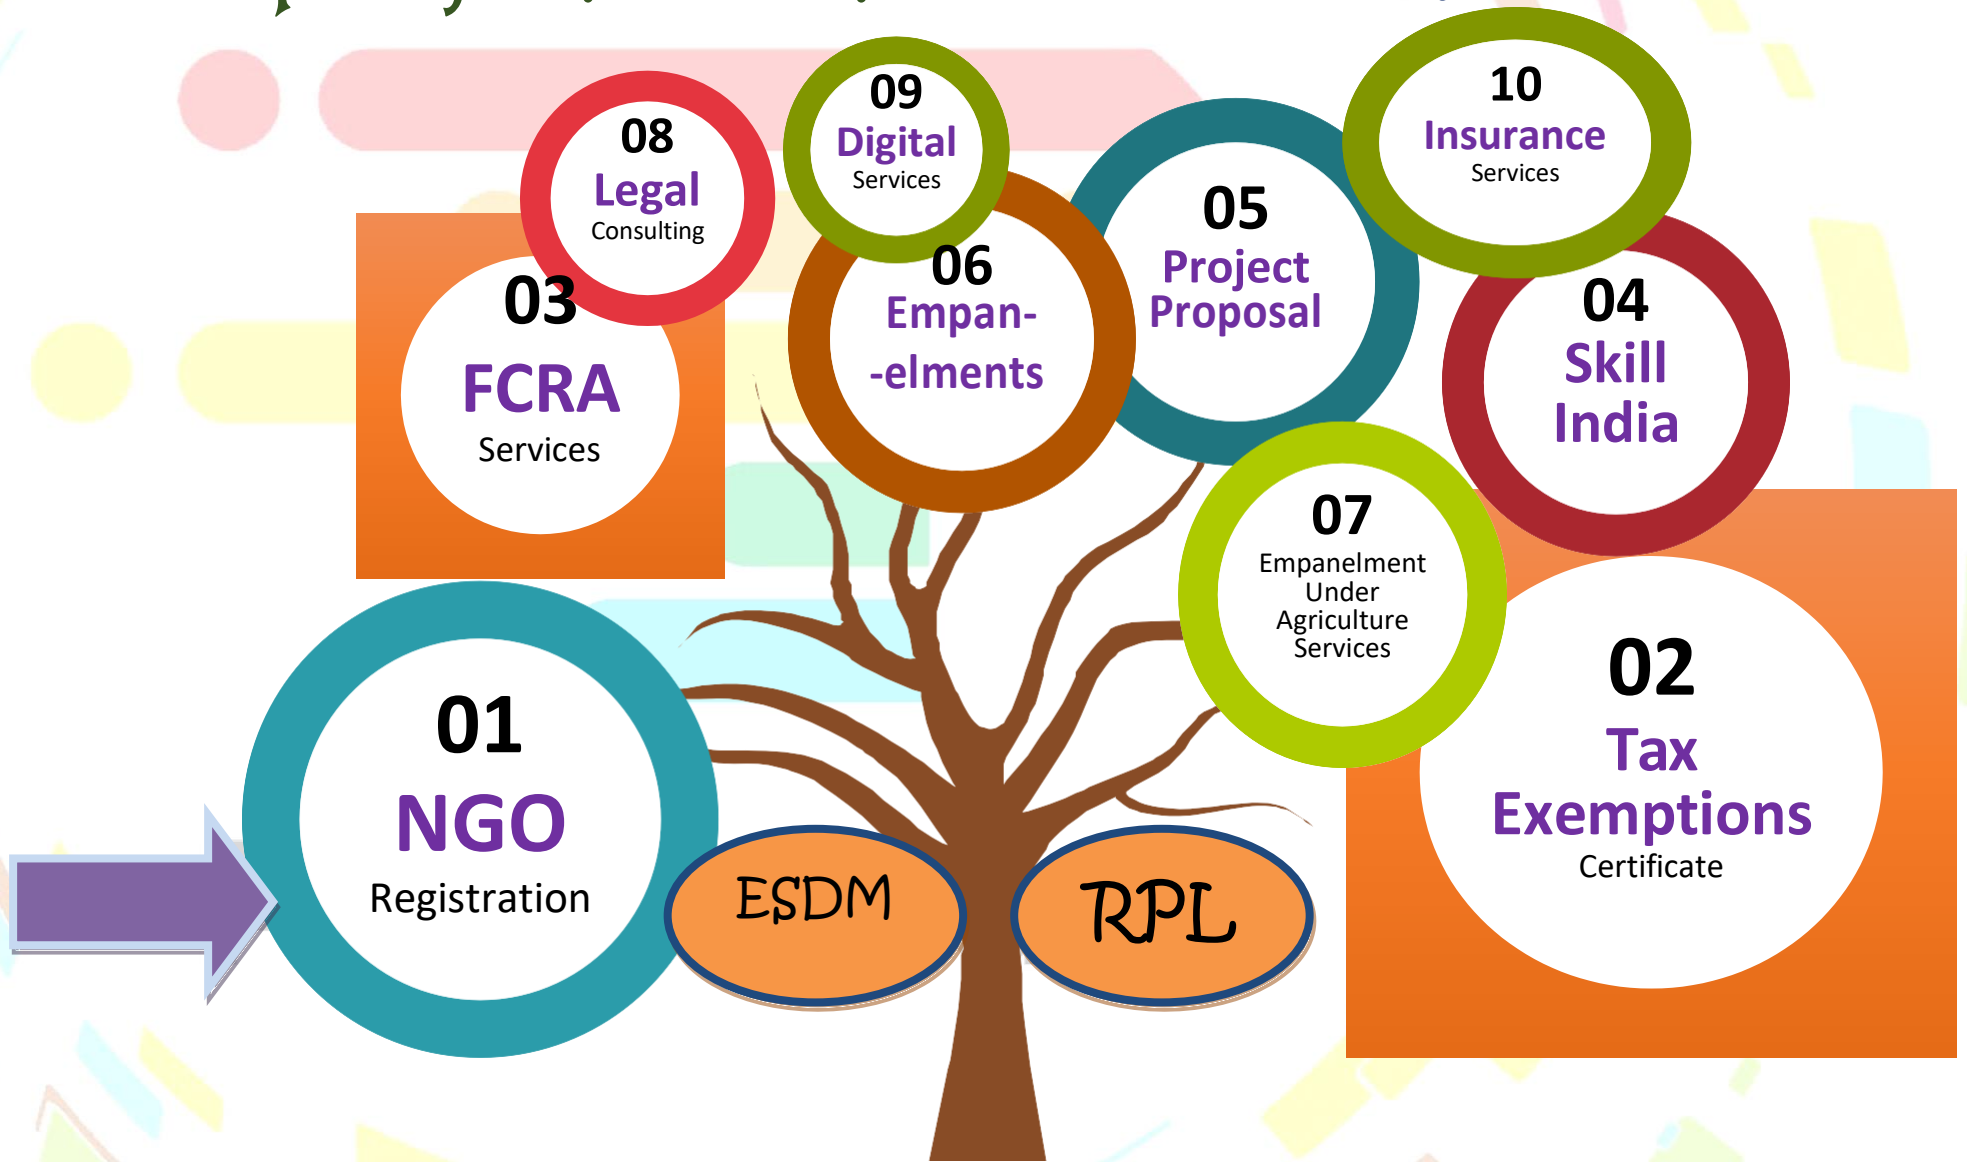 08
Legal
Consulting
09
Digital
Services
10
Insurance
Services
03
FCRA
Services
06
Empan-
-elments
05
Project
Proposal
04
Skill
India
07
Empanelment
Under
Agriculture
Services
01
NGO
Registration
02
Tax
Exemptions
Certificate
ESDM
RPL